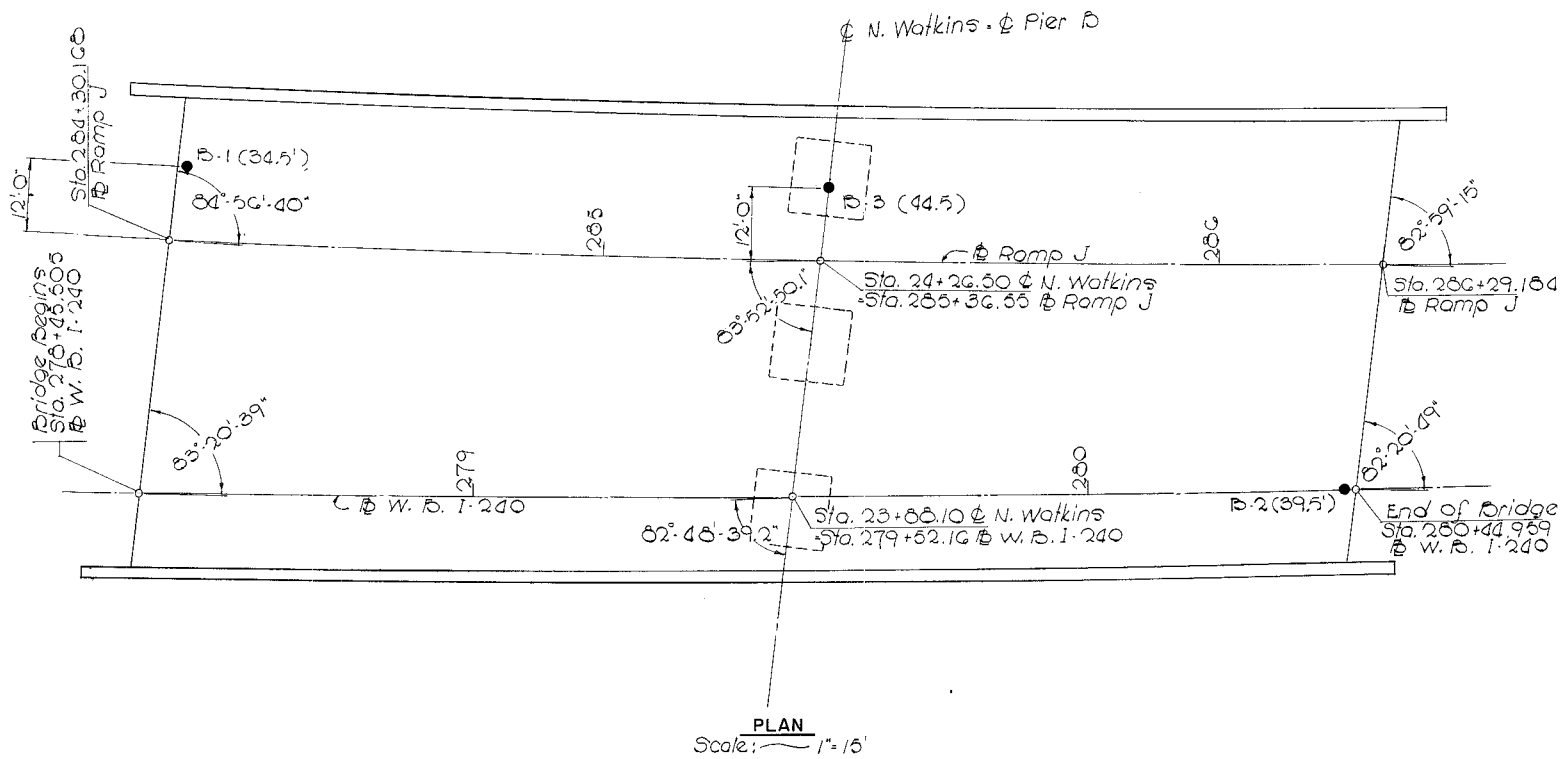 ℄ N. Watkins = ℄ Pier B
Sta. 284+30.168
℞ Ramp J
12'-0"
B-1 (34.5')
84°-56'-40"
285
12'-0"
B-3 (44.5)
℞ Ramp J
286
82°-59'-15"
Sta. 24+26.50 ℄ N. Watkins
=Sta. 285+36.55 ℞ Ramp J
Sta. 286+29.184
℞ Ramp J
83°-52'-50.1"
Bridge Begins
Sta. 278+45.505
℞ W. B. I-240
83°-20'-39"
279
280
82°-20'-49"
℞ W. B. I-240
B-2 (39.5')
82°-48'-39.2"
Sta. 23+88.10 ℄ N. Watkins
=Sta. 279+52.16 ℞ W. B. I-240
End of Bridge
Sta. 280+44.959
℞ W. B. I-240
PLAN
Scale: 1"=15'